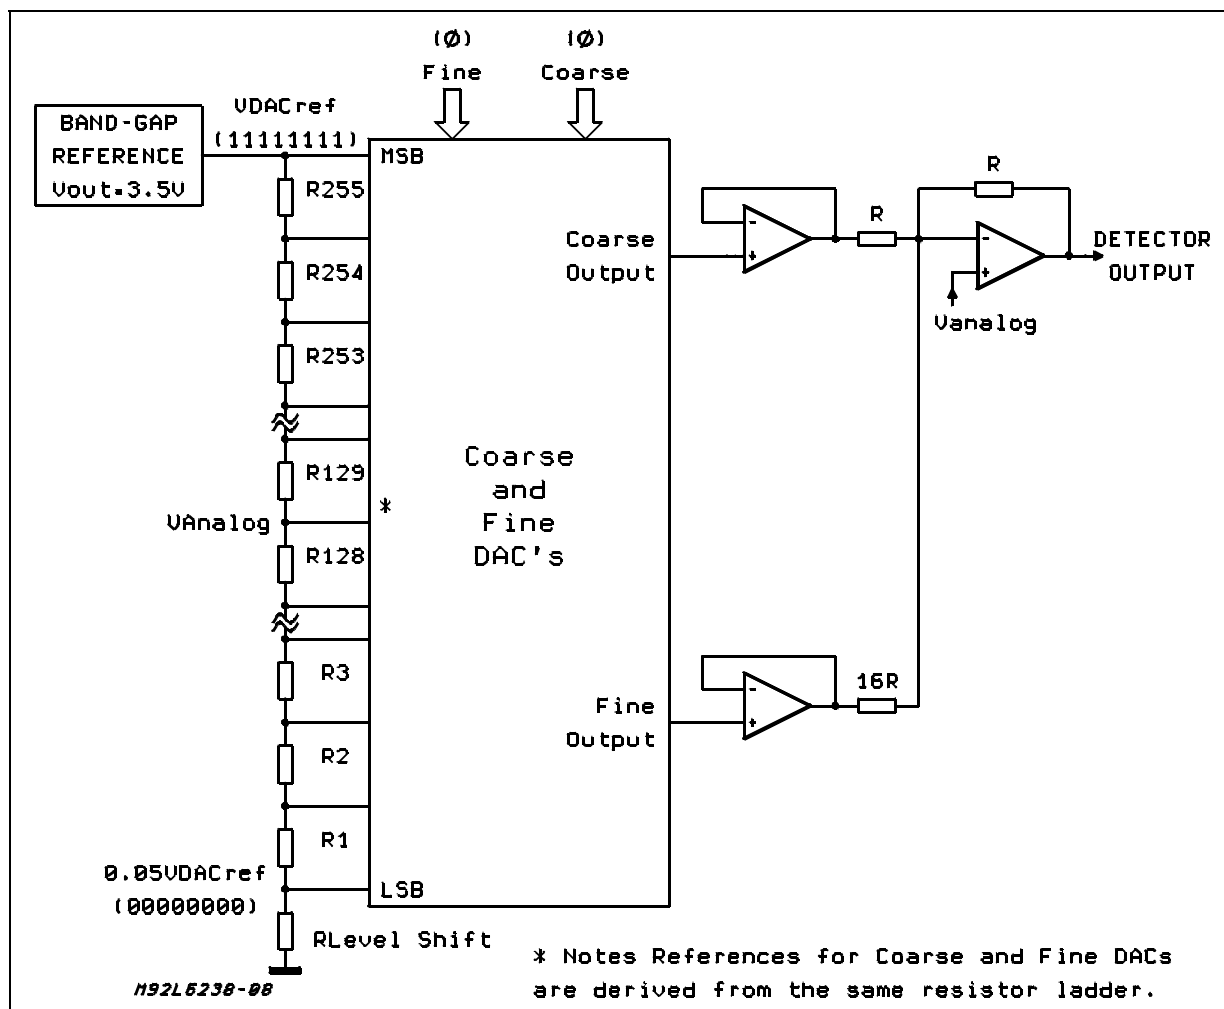 (Ø) (Ø)
Fine Coarse
BAND-GAP
REFERENCE
Vout=3.5V
VDACref
(11111111)
MSB
R255
R254
R253
R129
VAnalog
*
R128
R3
R2
R1
0.05VDACref
(00000000)
LSB
RLevel Shift
Coarse
and
Fine
DAC's
Coarse
Output
Fine
Output
-
+
R
R
-
+
Vanalog
DETECTOR
OUTPUT
-
+
16R
* Notes References for Coarse and Fine DACs
are derived from the same resistor ladder.
M92L6238-08